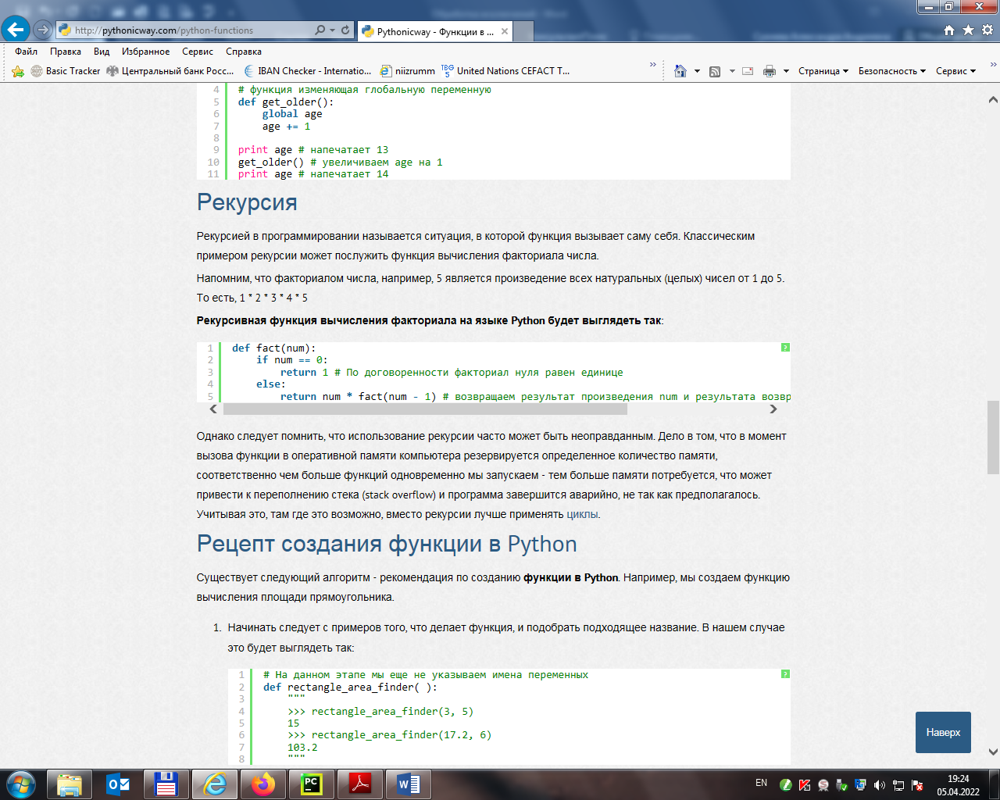 http://pythonicway.com/python-functions
Pythonicway - Функции в ...
Файл Правка Вид Избранное Сервис Справка
Basic Tracker Центральный банк Росс... IBAN Checker - Internatio... niizrumm TBG5 United Nations CEFACT T... Страница Безопасность Сервис
4 # функция изменяющая глобальную переменную
5 def get_older():
6 global age
7 age += 1
8
9 print age # напечатает 13
10 get_older() # увеличиваем age на 1
11 print age # напечатает 14
Рекурсия
Рекурсией в программировании называется ситуация, в которой функция вызывает саму себя. Классическим
примером рекурсии может послужить функция вычисления факториала числа.
Напомним, что факториалом числа, например, 5 является произведение всех натуральных (целых) чисел от 1 до 5.
То есть, 1 * 2 * 3 * 4 * 5
Рекурсивная функция вычисления факториала на языке Python будет выглядеть так:
1 def fact(num):
2 if num == 0:
3 return 1 # По договоренности факториал нуля равен единице
4 else:
5 return num * fact(num - 1) # возвращаем результат произведения num и результата возвр
?
Однако следует помнить, что использование рекурсии часто может быть неоправданным. Дело в том, что в момент
вызова функции в оперативной памяти компьютера резервируется определенное количество памяти,
соответственно чем больше функций одновременно мы запускаем - тем больше памяти потребуется, что может
привести к переполнению стека (stack overflow) и программа завершится аварийно, не так как предполагалось.
Учитывая это, там где это возможно, вместо рекурсии лучше применять циклы.
Рецепт создания функции в Python
Существует следующий алгоритм - рекомендация по созданию функции в Python. Например, мы создаем функцию
вычисления площади прямоугольника.
1. Начинать следует с примеров того, что делает функция, и подобрать подходящее название. В нашем случае
это будет выглядеть так:
1 # На данном этапе мы еще не указываем имена переменных
2 def rectangle_area_finder( ):
3 """
4 >>> rectangle_area_finder(3, 5)
5 15
6 >>> rectangle_area_finder(17.2, 6)
7 103.2
8 """
?
Наверх
EN
19:24
05.04.2022